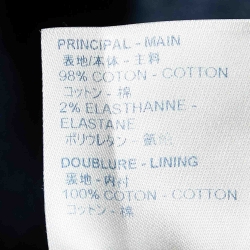 PRINCIPAL - MAIN
表地/本体 - 主料
98% COTON - COTTON
コットン - 棉
2% ELASTHANNE -
ELASTANE
ポリウレタン - 氨纶
DOUBLURE - LINING
裏地 - 内衬
100% COTON - COTTON
コットン - 棉